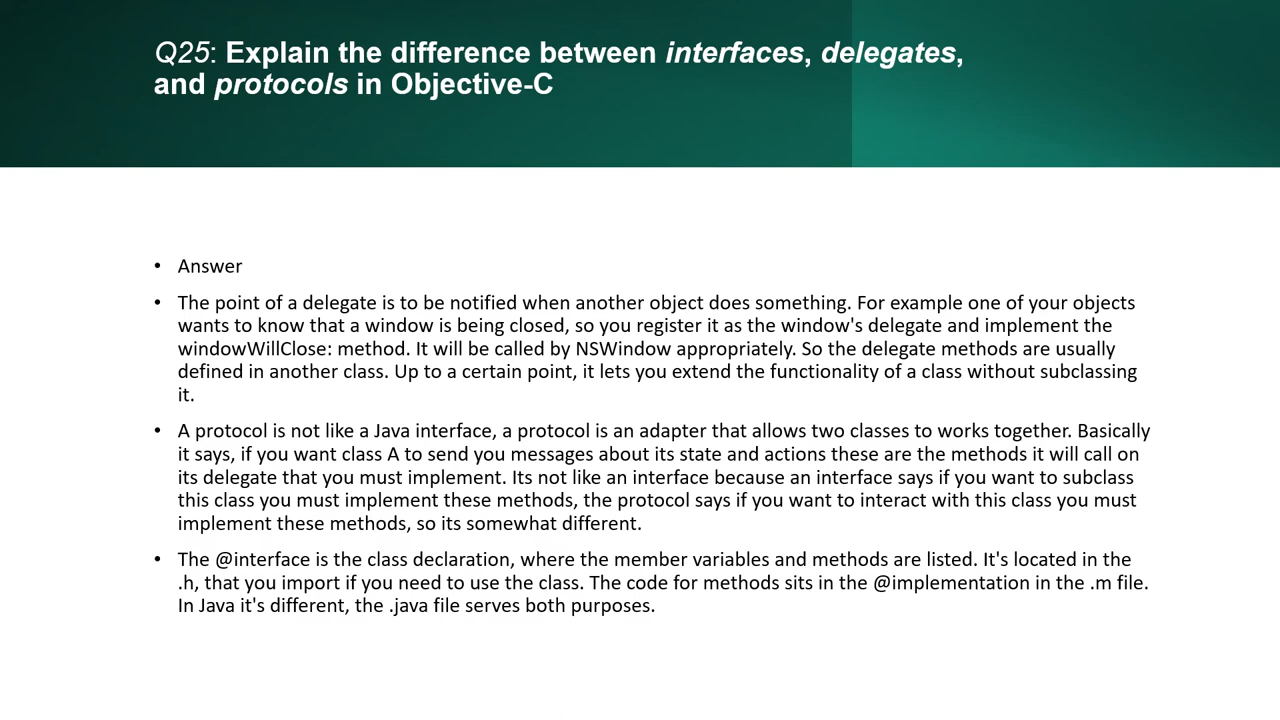 Q25: Explain the difference between interfaces, delegates,
and protocols in Objective-C
• Answer
• The point of a delegate is to be notified when another object does something. For example one of your objects
wants to know that a window is being closed, so you register it as the window's delegate and implement the
windowWillClose: method. It will be called by NSWindow appropriately. So the delegate methods are usually
defined in another class. Up to a certain point, it lets you extend the functionality of a class without subclassing
it.
• A protocol is not like a Java interface, a protocol is an adapter that allows two classes to works together. Basically
it says, if you want class A to send you messages about its state and actions these are the methods it will call on
its delegate that you must implement. Its not like an interface because an interface says if you want to subclass
this class you must implement these methods, the protocol says if you want to interact with this class you must
implement these methods, so its somewhat different.
• The @interface is the class declaration, where the member variables and methods are listed. It's located in the
.h, that you import if you need to use the class. The code for methods sits in the @implementation in the .m file.
In Java it's different, the .java file serves both purposes.